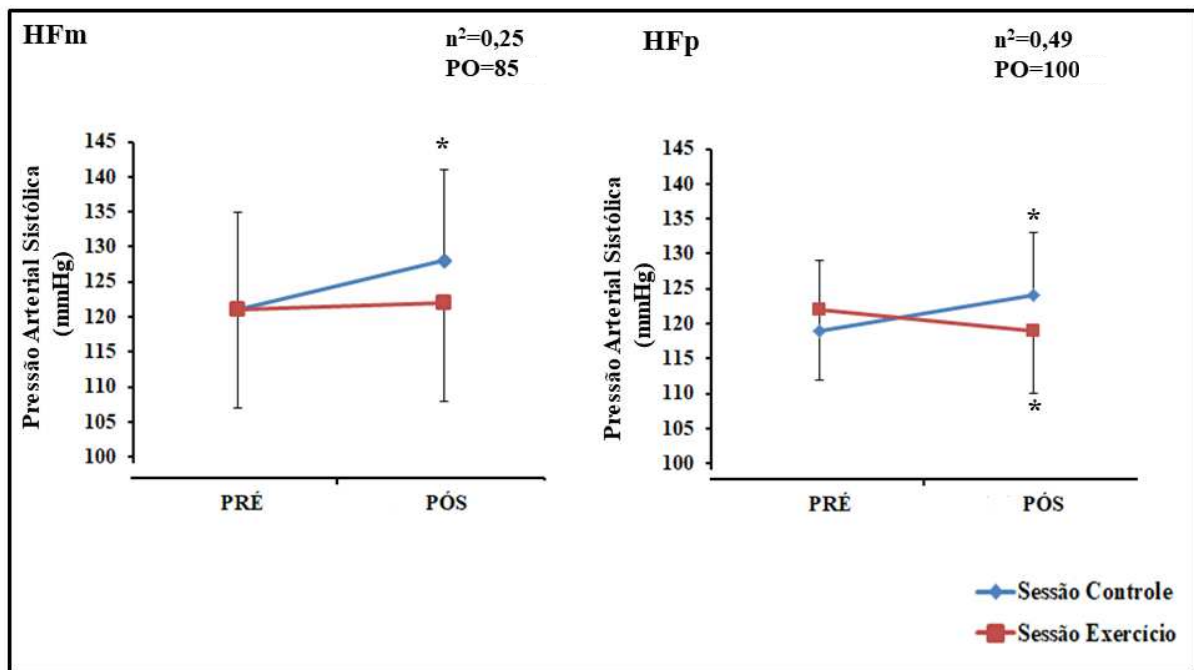 HFm
n²=0,25
PO=85
Pressão Arterial Sistólica
(mmHg)
145
140
135
130
125
120
115
110
105
100
*
PRÉ
PÓS
HFp
n²=0,49
PO=100
Pressão Arterial Sistólica
(mmHg)
145
140
135
130
125
120
115
110
105
100
*
*
PRÉ
PÓS
Sessão Controle
Sessão Exercício